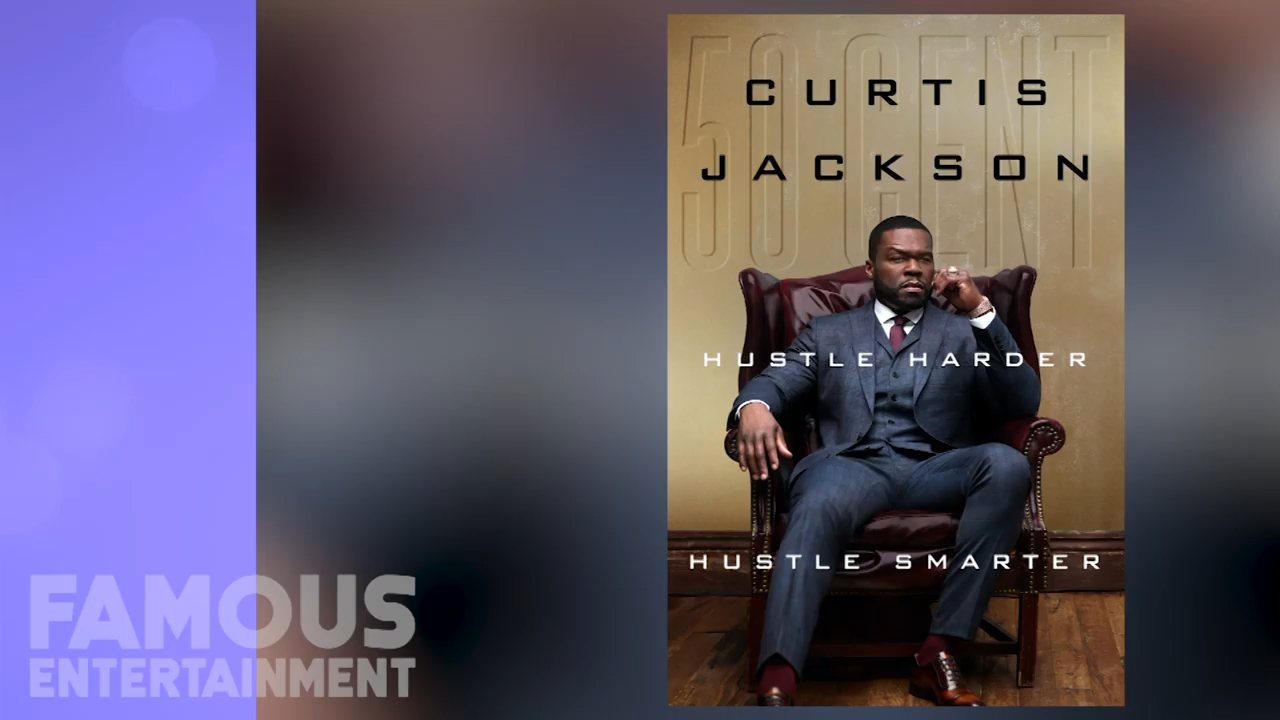 50 CENT
CURTIS
JACKSON
HUSTLE HARDER
HUSTLE SMARTER
FAMOUS
ENTERTAINMENT